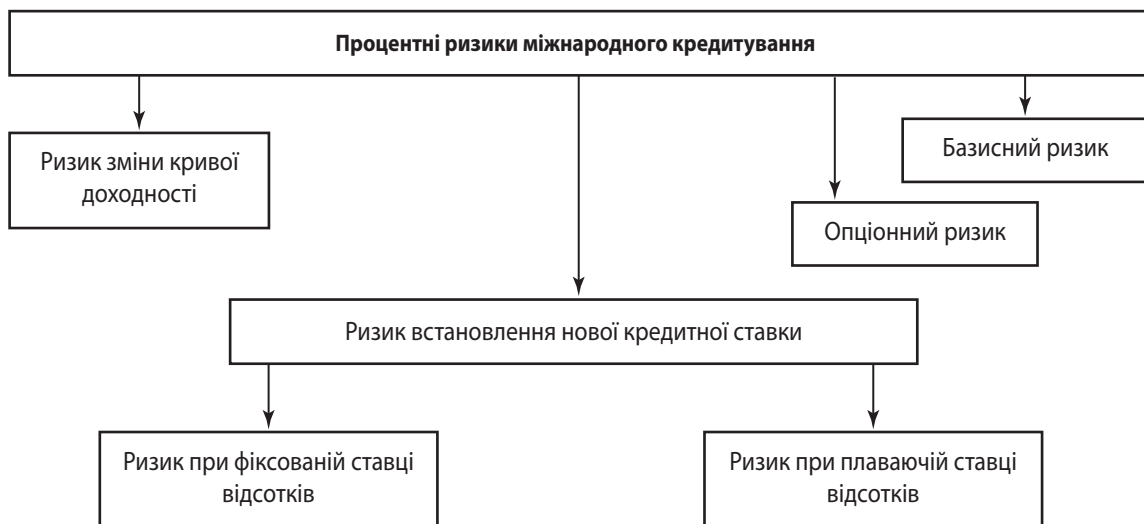 Процентні ризики міжнародного кредитування
Ризик зміни кривої
доходності
Базисний ризик
Опціонний ризик
Ризик встановлення нової кредитної ставки
Ризик при фіксованій ставці
відсотків
Ризик при плаваючій ставці
відсотків